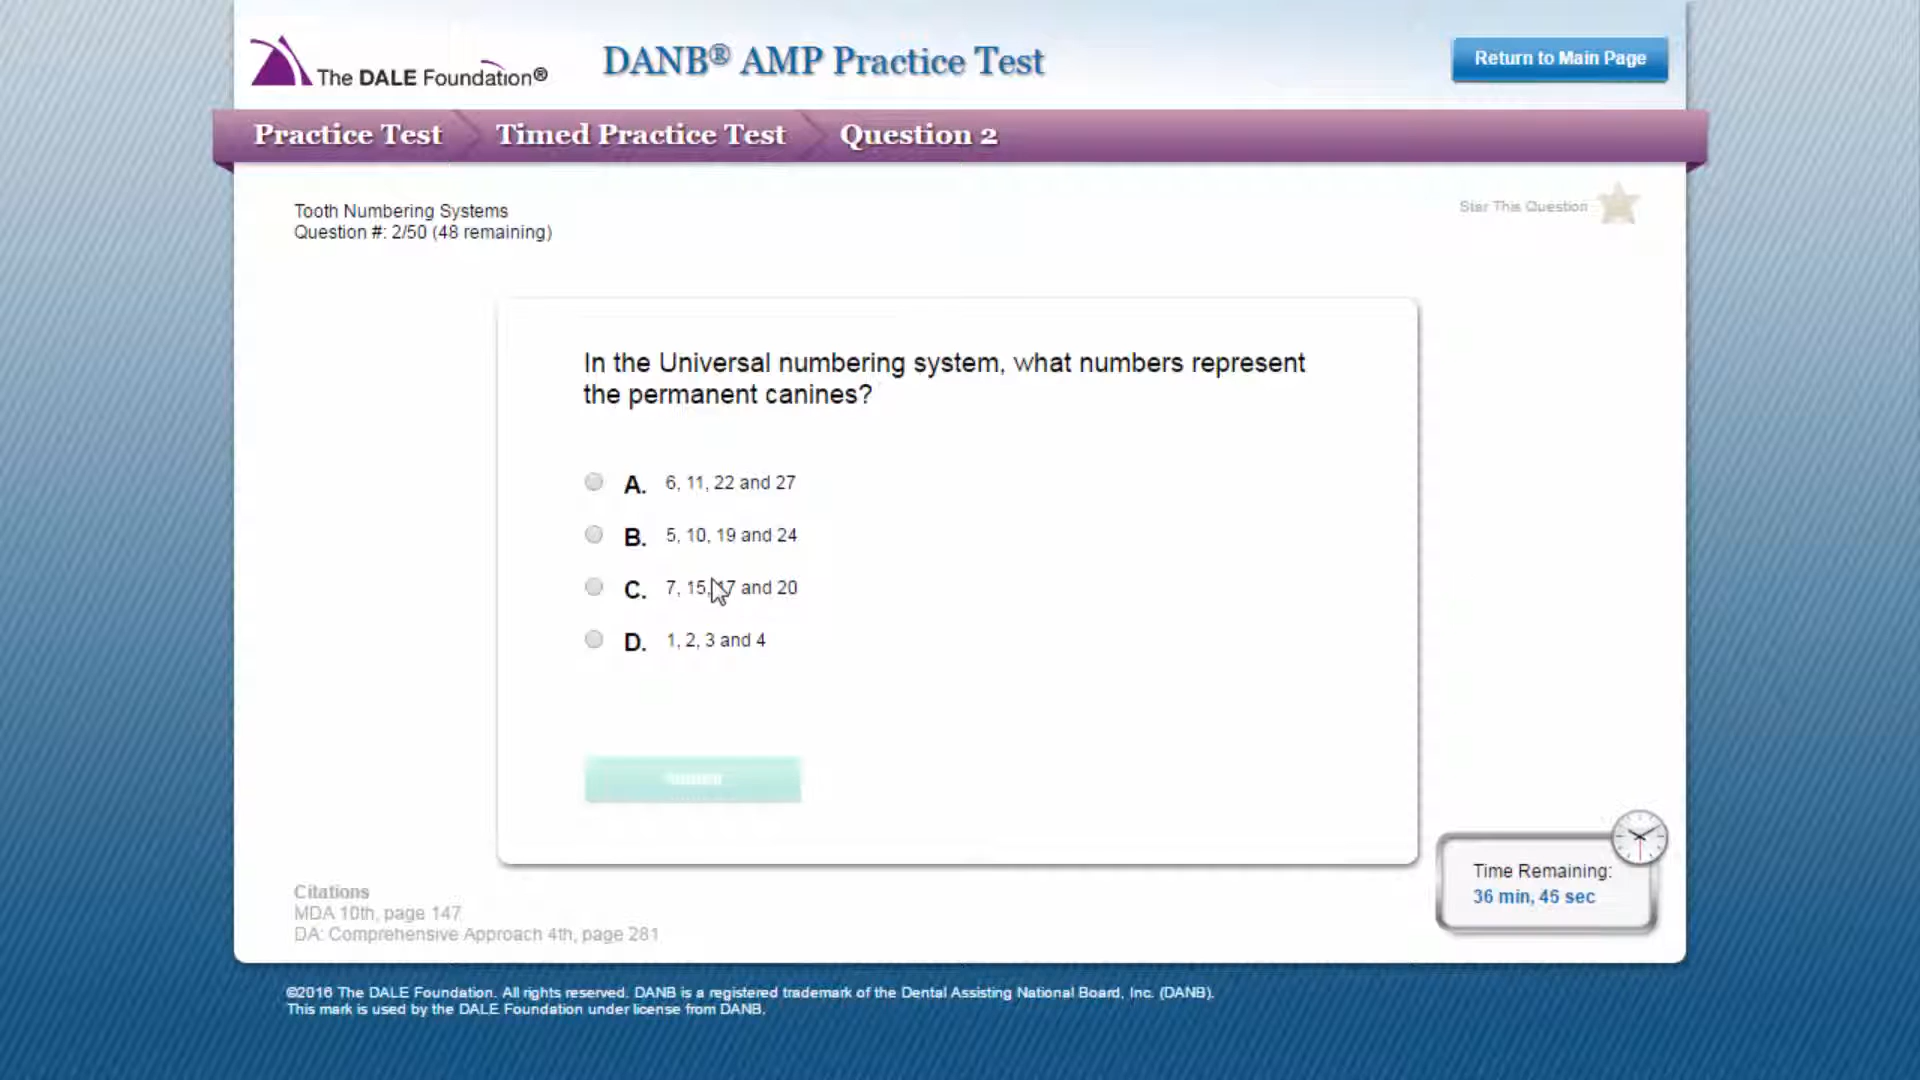 The DALE Foundation®
DANB® AMP Practice Test
Return to Main Page
Practice Test
Timed Practice Test
Question 2
Tooth Numbering Systems
Question #: 2/50 (48 remaining)
Star This Question
In the Universal numbering system, what numbers represent
the permanent canines?
A. 6, 11, 22 and 27
B. 5, 10, 19 and 24
C. 7, 15, 17 and 20
D. 1, 2, 3 and 4
Time Remaining:
36 min, 45 sec
Citations
MDA 10th, page 147
DA: Comprehensive Approach 4th, page 281
©2016 The DALE Foundation. All rights reserved. DANB is a registered trademark of the Dental Assisting National Board, Inc. (DANB).
This mark is used by the DALE Foundation under license from DANB.